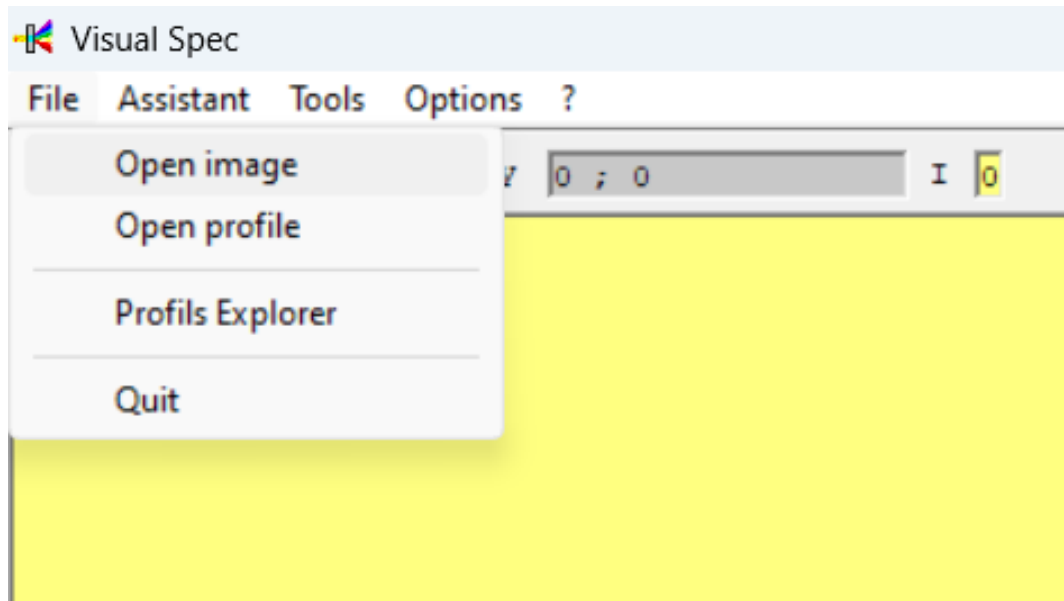 Visual Spec
File Assistant Tools Options ?
Open image
0 ; 0 I 0
Open profile
Profils Explorer
Quit